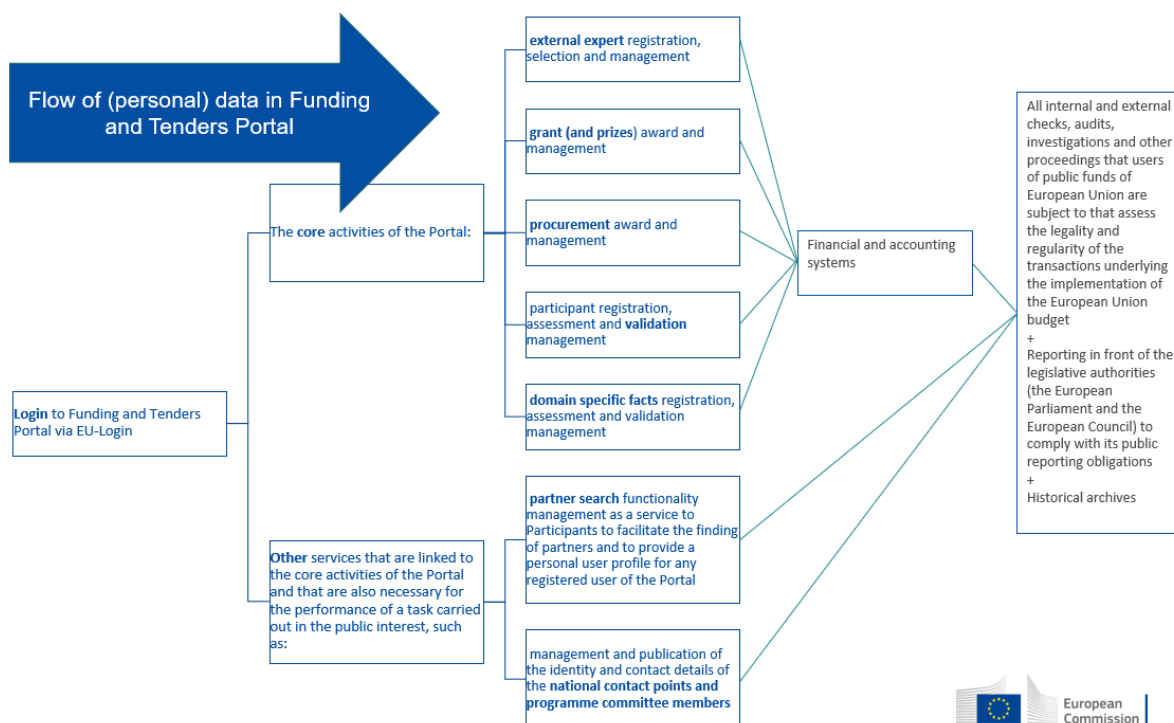 Flow of (personal) data in Funding
and Tenders Portal
Login to Funding and Tenders
Portal via EU-Login
The core activities of the Portal:
Other services that are linked to
the core activities of the Portal
and that are also necessary for
the performance of a task carried
out in the public interest, such
as:
external expert registration,
selection and management
grant (and prizes) award and
management
procurement award and
management
participant registration,
assessment and validation
management
domain specific facts registration,
assessment and validation
management
partner search functionality
management as a service to
Participants to facilitate the finding
of partners and to provide a
personal user profile for any
registered user of the Portal
management and publication of
the identity and contact details of
the national contact points and
programme committee members
Financial and accounting
systems
All internal and external
checks, audits,
investigations and other
proceedings that users
of public funds of
European Union are
subject to that assess
the legality and
regularity of the
transactions underlying
the implementation of
the European Union
budget
+
Reporting in front of the
legislative authorities
(the European
Parliament and the
European Council) to
comply with its public
reporting obligations
+
Historical archives
European
Commission